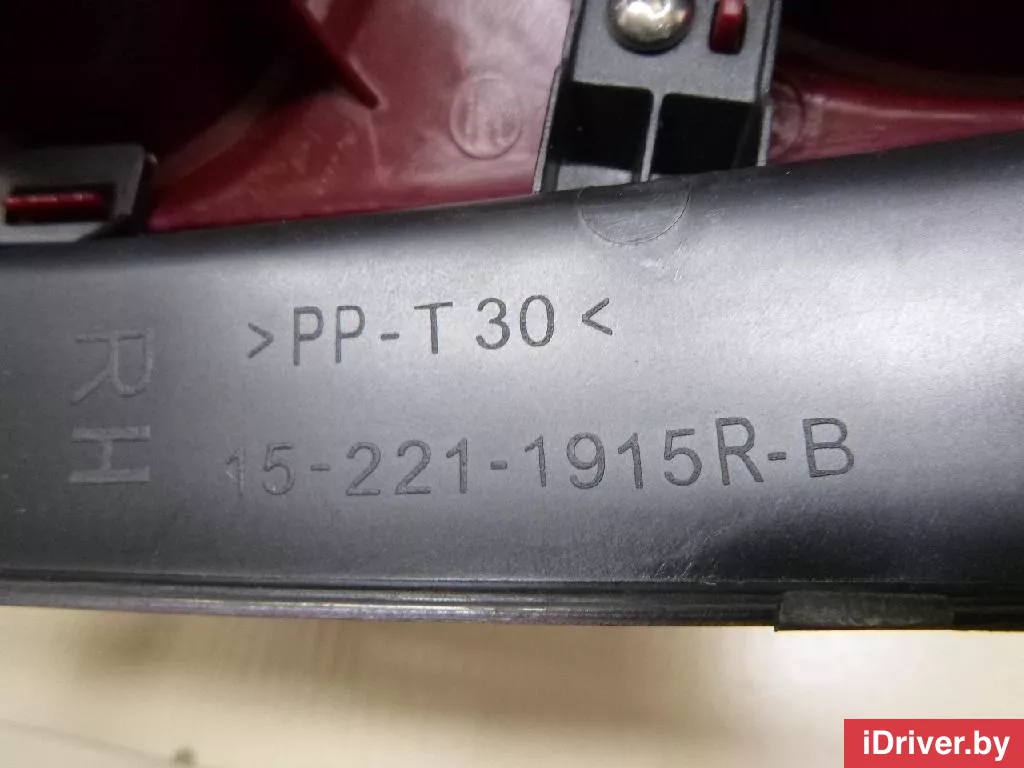 >PP-T30<
RH
15-221-1915R-B
iDriver.by